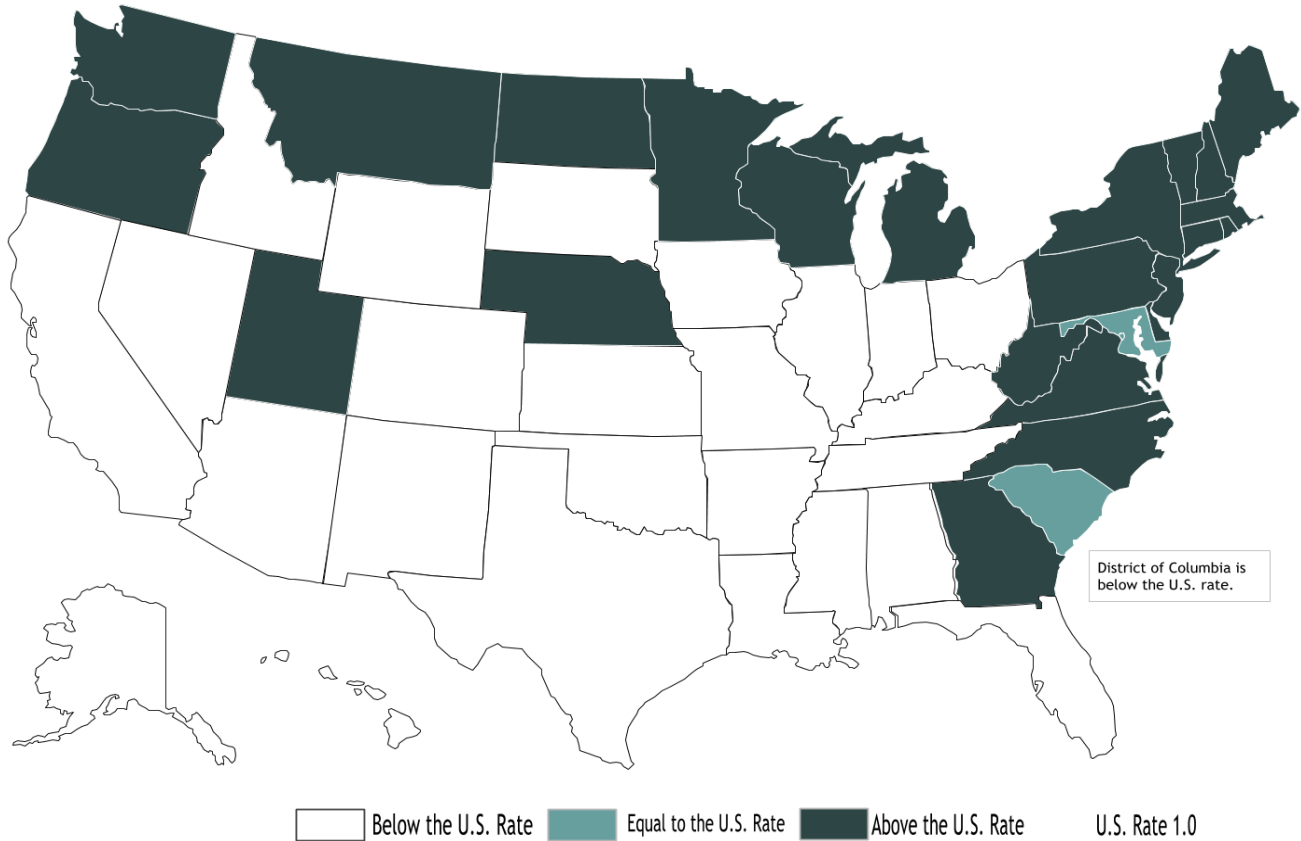 District of Columbia is
below the U.S. rate.
Below the U.S. Rate
Equal to the U.S. Rate
Above the U.S. Rate
U.S. Rate 1.0